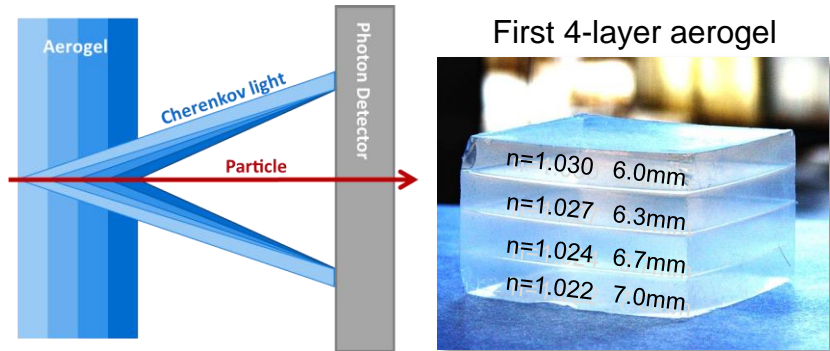 Aerogel
Cherenkov light
Particle
Photon Detector
First 4-layer aerogel
n=1.030 6.0mm
n=1.027 6.3mm
n=1.024 6.7mm
n=1.022 7.0mm